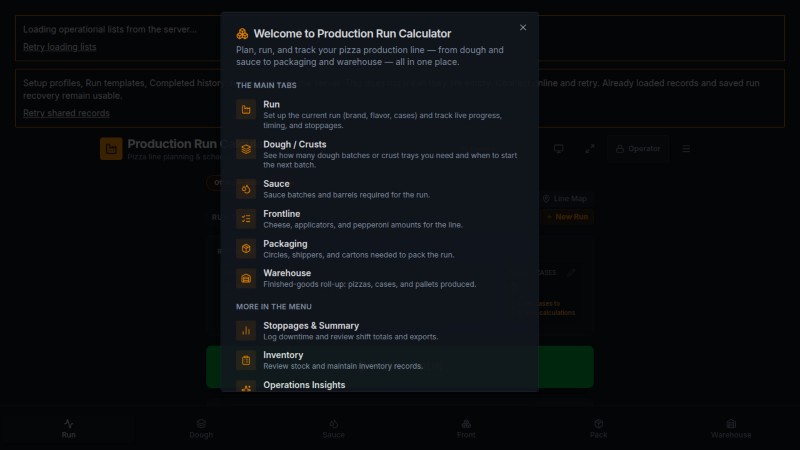 Loading operational lists from the server...
Retry loading lists
Setup profiles, Run templates, Completed histor
nline and retry. Already loaded records and saved run
recovery remain usable.
Retry shared records
Production Run C
Pizza line planning & sche
Operator
Live Map
New Run
Welcome to Production Run Calculator
Plan, run, and track your pizza production line — from dough and
sauce to packaging and warehouse — all in one place.
THE MAIN TABS
Run
Set up the current run (brand, flavor, cases) and track live progress,
timing, and stoppages.
Dough / Crusts
See how many dough batches or crust trays you need and when to start
the next batch.
Sauce
Sauce batches and barrels required for the run.
Frontline
Cheese, applicators, and pepperoni amounts for the line.
Packaging
Circles, shippers, and cartons needed to pack the run.
Warehouse
Finished-goods roll-up: pizzas, cases, and pallets produced.
MORE IN THE MENU
Stoppages & Summary
Log downtime and review shift totals and exports.
Inventory
Review stock and maintain inventory records.
Operations Insights
Run
Dough
Sauce
Front
Pack
Warehouse